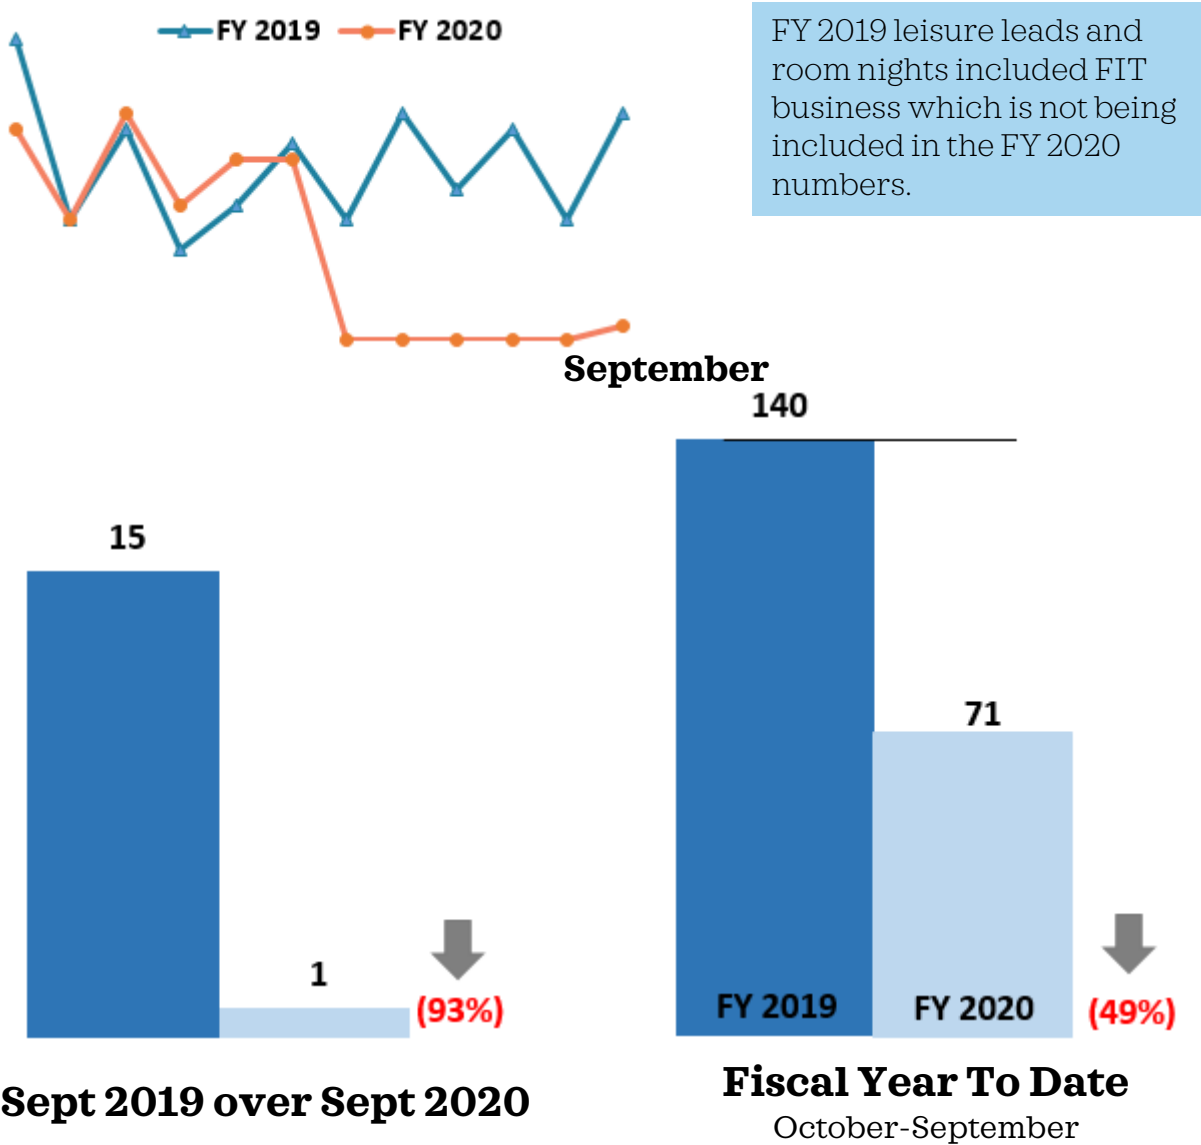 FY 2019 FY 2020
FY 2019 leisure leads and
room nights included FIT
business which is not being
included in the FY 2020
numbers.
September
140
15
71
1
(93%)
FY 2019
FY 2020
(49%)
Sept 2019 over Sept 2020
Fiscal Year To Date
October-September